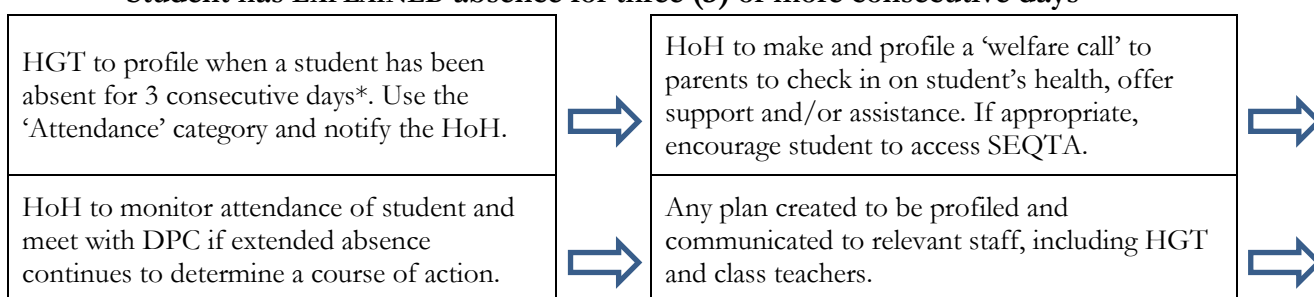 Student has EXPLAINED absence for three (3) or more consecutive days
HGT to profile when a student has been
absent for 3 consecutive days*. Use the
‘Attendance’ category and notify the HoH.
HoH to make and profile a ‘welfare call’ to
parents to check in on student’s health, offer
support and/or assistance. If appropriate,
encourage student to access SEQTA.
HoH to monitor attendance of student and
meet with DPC if extended absence
continues to determine a course of action.
Any plan created to be profiled and
communicated to relevant staff, including HGT
and class teachers.